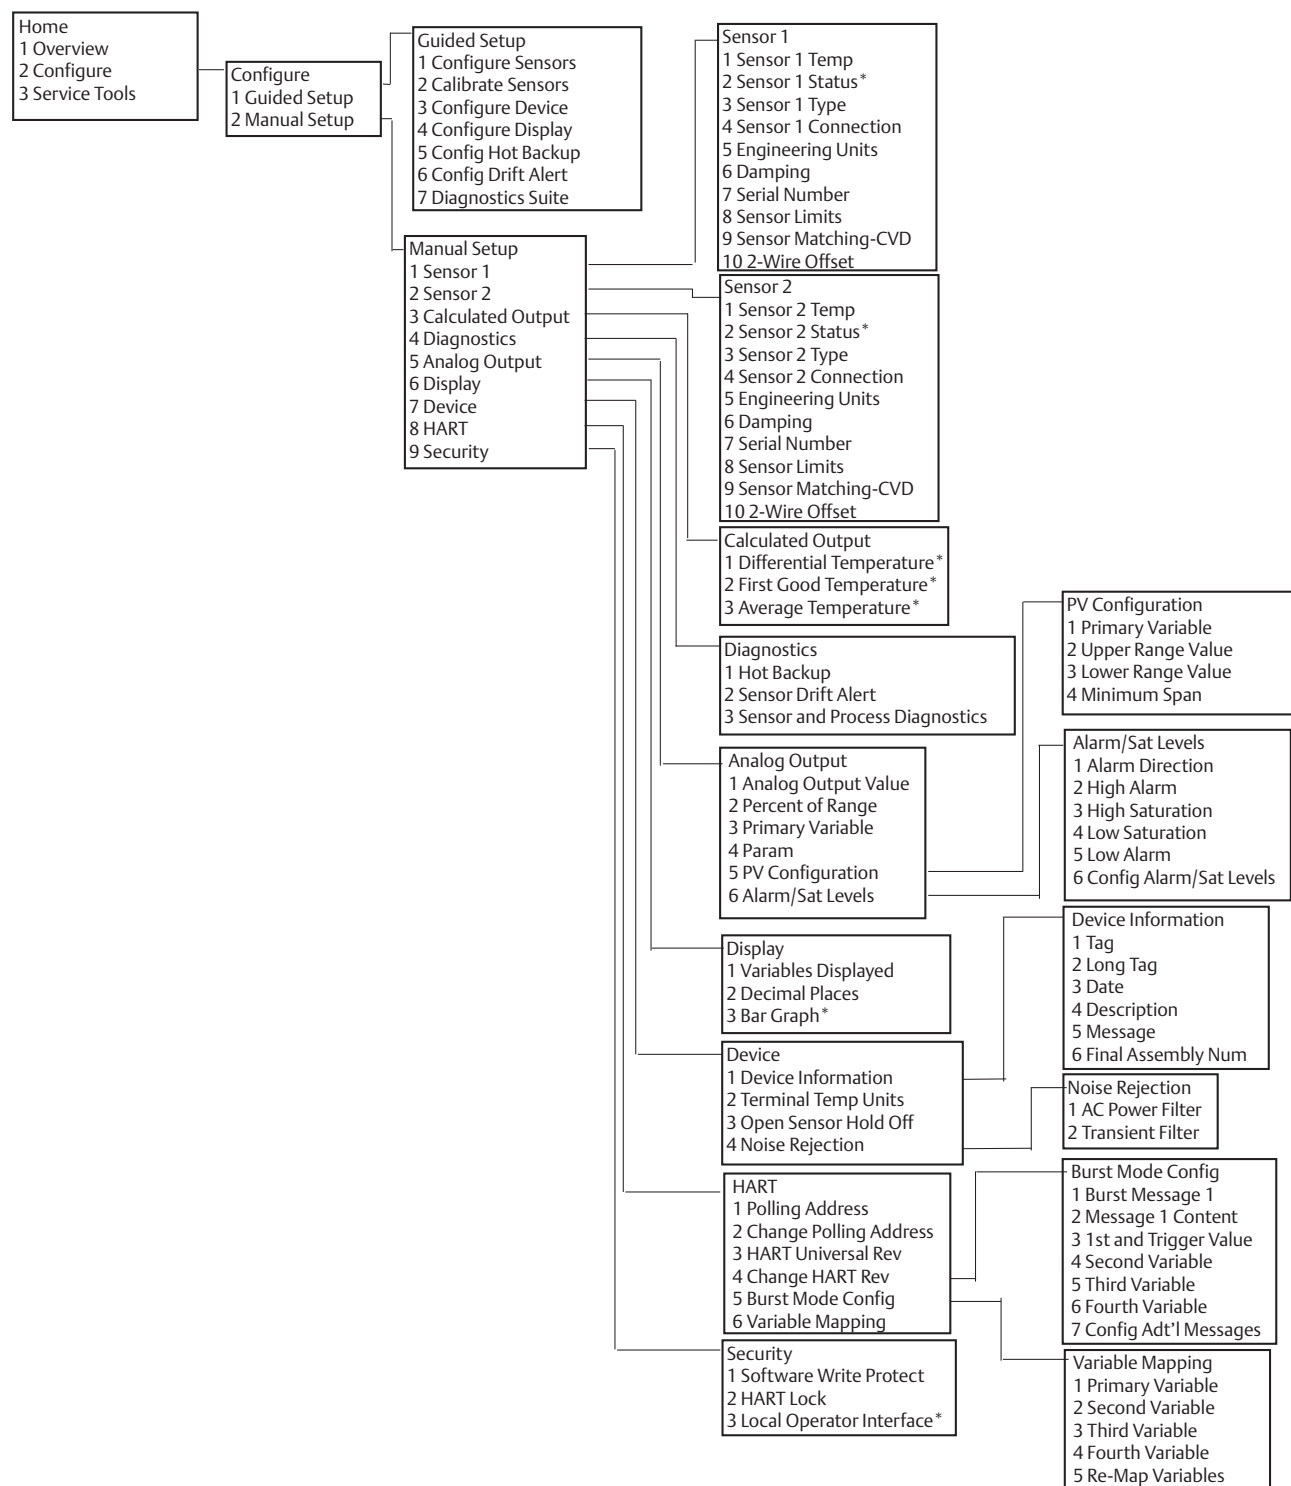 Home
1 Overview
2 Configure
3 Service Tools
Configure
1 Guided Setup
2 Manual Setup
Guided Setup
1 Configure Sensors
2 Calibrate Sensors
3 Configure Device
4 Configure Display
5 Config Hot Backup
6 Config Drift Alert
7 Diagnostics Suite
Manual Setup
1 Sensor 1
2 Sensor 2
3 Calculated Output
4 Diagnostics
5 Analog Output
6 Display
7 Device
8 HART
9 Security
Sensor 1
1 Sensor 1 Temp
2 Sensor 1 Status*
3 Sensor 1 Type
4 Sensor 1 Connection
5 Engineering Units
6 Damping
7 Serial Number
8 Sensor Limits
9 Sensor Matching-CVD
10 2-Wire Offset
Sensor 2
1 Sensor 2 Temp
2 Sensor 2 Status*
3 Sensor 2 Type
4 Sensor 2 Connection
5 Engineering Units
6 Damping
7 Serial Number
8 Sensor Limits
9 Sensor Matching-CVD
10 2-Wire Offset
Calculated Output
1 Differential Temperature*
2 First Good Temperature*
3 Average Temperature*
Diagnostics
1 Hot Backup
2 Sensor Drift Alert
3 Sensor and Process Diagnostics
Analog Output
1 Analog Output Value
2 Percent of Range
3 Primary Variable
4 Param
5 PV Configuration
6 Alarm/Sat Levels
Display
1 Variables Displayed
2 Decimal Places
3 Bar Graph*
Device
1 Device Information
2 Terminal Temp Units
3 Open Sensor Hold Off
4 Noise Rejection
HART
1 Polling Address
2 Change Polling Address
3 HART Universal Rev
4 Change HART Rev
5 Burst Mode Config
6 Variable Mapping
Security
1 Software Write Protect
2 HART Lock
3 Local Operator Interface*
PV Configuration
1 Primary Variable
2 Upper Range Value
3 Lower Range Value
4 Minimum Span
Alarm/Sat Levels
1 Alarm Direction
2 High Alarm
3 High Saturation
4 Low Saturation
5 Low Alarm
6 Config Alarm/Sat Levels
Device Information
1 Tag
2 Long Tag
3 Date
4 Description
5 Message
6 Final Assembly Num
Noise Rejection
1 AC Power Filter
2 Transient Filter
Burst Mode Config
1 Burst Message 1
2 Message 1 Content
3 1st and Trigger Value
4 Second Variable
5 Third Variable
6 Fourth Variable
7 Config Adt'l Messages
Variable Mapping
1 Primary Variable
2 Second Variable
3 Third Variable
4 Fourth Variable
5 Re-Map Variables